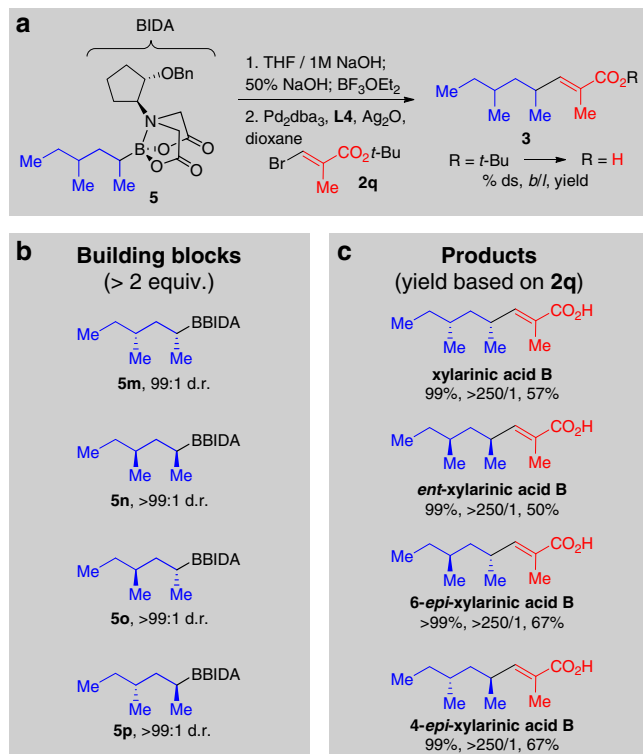 a
BIDA
OBn
N
B
O
O
O
O
Me
Me
Me
5
1. THF / 1M NaOH;
50% NaOH; BF₃OEt₂
2. Pd₂dba₃, L4, Ag₂O,
dioxane
Br
CO₂t-Bu
Me
2q
Me
Me
Me
CO₂R
Me
3
R = t-Bu
R = H
% ds, b/l, yield
b
Building blocks
(> 2 equiv.)
Me
BBIDA
Me
Me
5m, 99:1 d.r.
Me
BBIDA
Me
Me
5n, >99:1 d.r.
Me
BBIDA
Me
Me
5o, >99:1 d.r.
Me
BBIDA
Me
Me
5p, >99:1 d.r.
c
Products
(yield based on 2q)
Me
CO₂H
Me
Me
Me
xylarinic acid B
99%, >250/1, 57%
Me
CO₂H
Me
Me
Me
ent-xylarinic acid B
99%, >250/1, 50%
Me
CO₂H
Me
Me
Me
6-epi-xylarinic acid B
>99%, >250/1, 67%
Me
CO₂H
Me
Me
Me
4-epi-xylarinic acid B
99%, >250/1, 67%